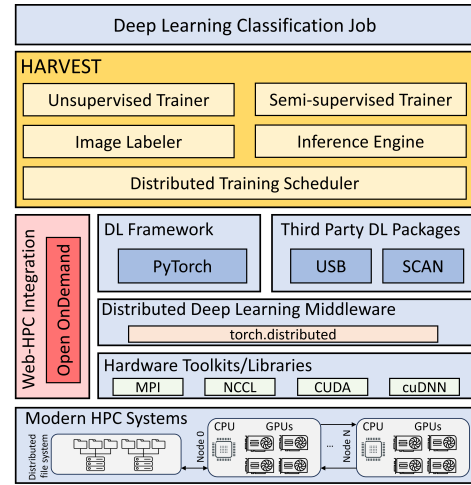 Deep Learning Classification Job
HARVEST
Unsupervised Trainer
Semi-supervised Trainer
Image Labeler
Inference Engine
Distributed Training Scheduler
Web-HPC Integration
Open OnDemand
DL Framework
PyTorch
Third Party DL Packages
USB
SCAN
Distributed Deep Learning Middleware
torch.distributed
Hardware Toolkits/Libraries
MPI
NCCL
CUDA
cuDNN
Modern HPC Systems
Distributed
file system
Node 0
CPU
GPUs
...
Node N
CPU
GPUs